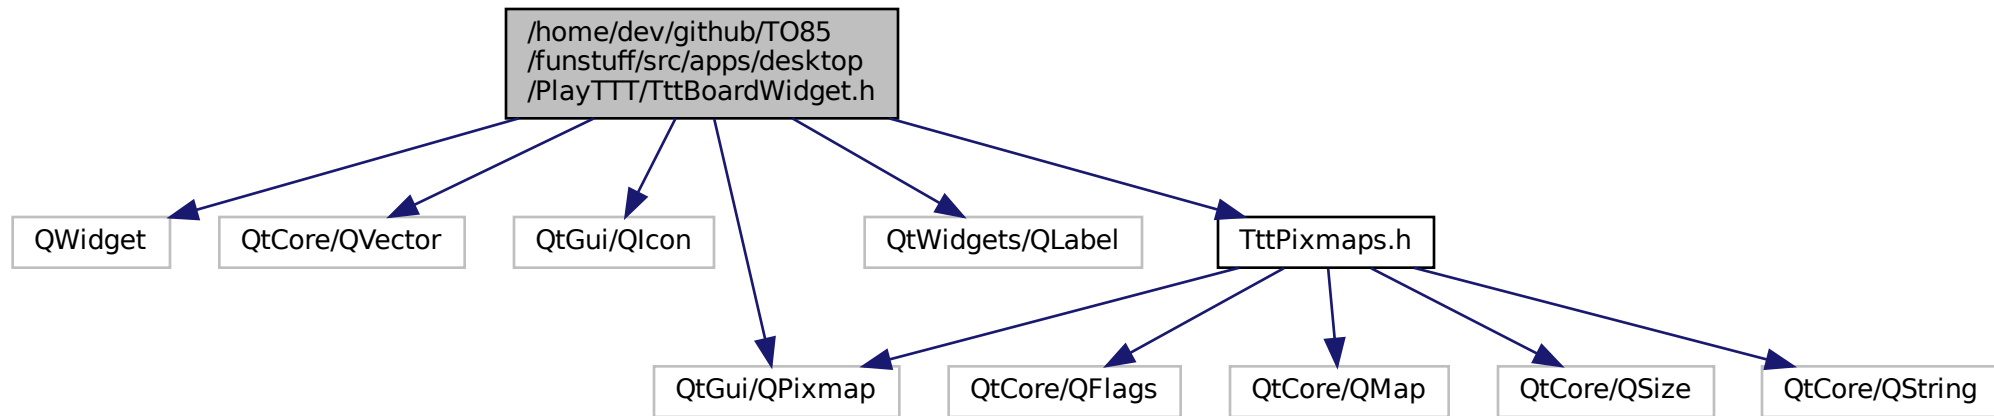 /home/dev/github/TO85
/funstuff/src/apps/desktop
/PlayTTT/TttBoardWidget.h
QWidget
QtCore/QVector
QtGui/QIcon
QtWidgets/QLabel
TttPixmaps.h
QtGui/QPixmap
QtCore/QFlags
QtCore/QMap
QtCore/QSize
QtCore/QString